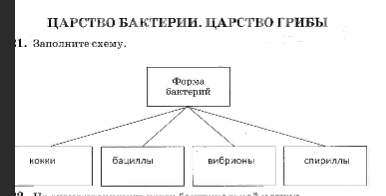 ЦАРСТВО БАКТЕРИИ. ЦАРСТВО ГРИБЫ
1. Заполните схему.
Форма
бактерий
кокки бациллы вибрионы спириллы